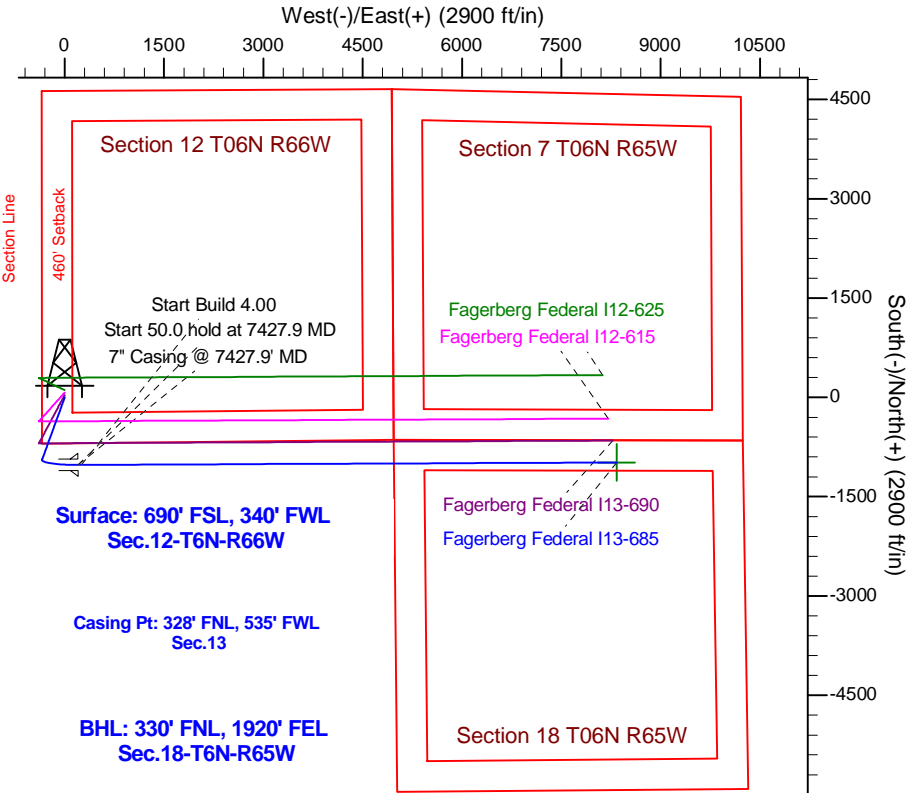 West(-)/East(+) (2900 ft/in)
0 1500 3000 4500 6000 7500 9000 10500
4500
3000
1500
0
-1500
-3000
-4500
South(-)/North(+) (2900 ft/in)
Section 12 T06N R66W
Section 7 T06N R65W
Section Line
460' Setback
Start Build 4.00
Start 50.0 hold at 7427.9 MD
7" Casing @ 7427.9' MD
Fagerberg Federal I12-625
Fagerberg Federal I12-615
Fagerberg Federal I13-690
Fagerberg Federal I13-685
Surface: 690' FSL, 340' FWL
Sec.12-T6N-R66W
Casing Pt: 328' FNL, 535' FWL
Sec.13
BHL: 330' FNL, 1920' FEL
Sec.18-T6N-R65W
Section 18 T06N R65W